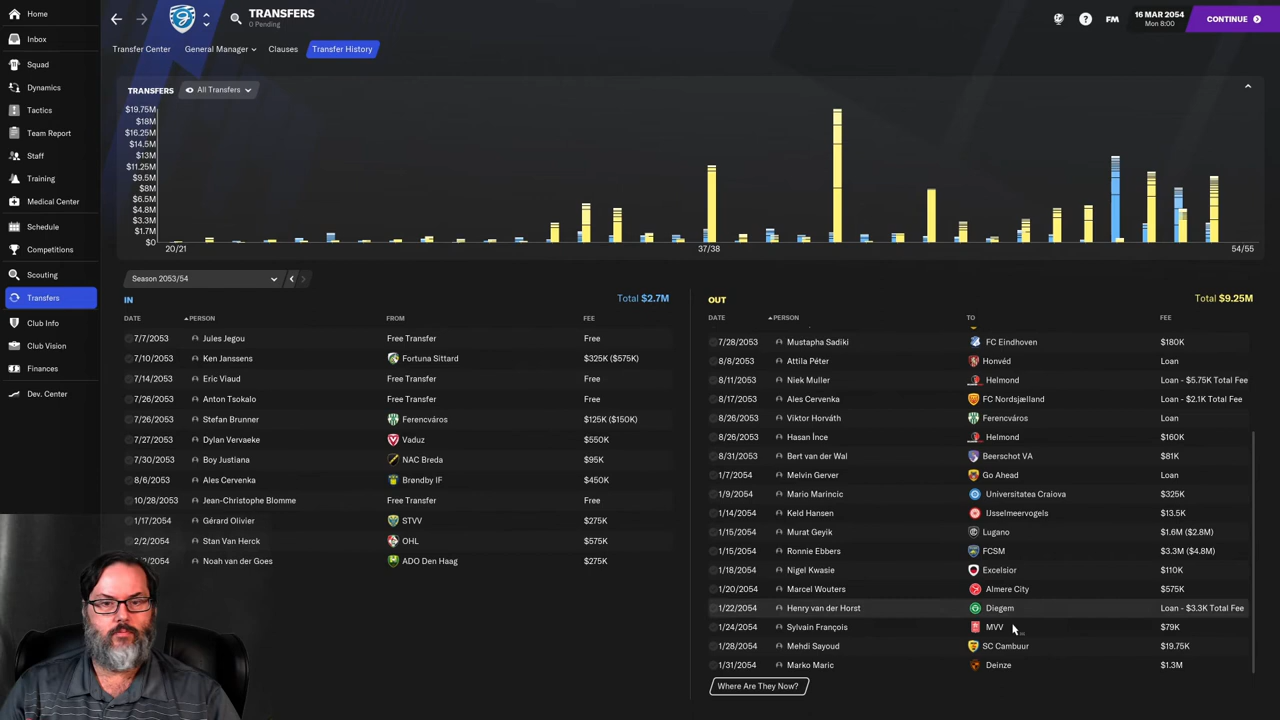 Home
TRANSFERS
0 Pending
FM
16 MAR 2054
Mon 8:00
CONTINUE
Inbox
Squad
Dynamics
Tactics
Team Report
Staff
Training
Medical Center
Schedule
Competitions
Scouting
Transfers
Club Info
Club Vision
Finances
Dev. Center
Transfer Center
General Manager
Clauses
Transfer History
TRANSFERS
All Transfers
$19.75M
$18M
$16.25M
$14.5M
$13M
$11.25M
$9.5M
$8M
$6.5M
$4.8M
$3.3M
$1.7M
$0
20/21
37/38
54/55
Season 2053/54
IN
Total $2.7M
DATE PERSON FROM FEE
7/7/2053 Jules Jegou Free Transfer Free
7/10/2053 Ken Janssens Fortuna Sittard $325K ($575K)
7/14/2053 Eric Viaud Free Transfer Free
7/26/2053 Anton Tsokalo Free Transfer Free
7/26/2053 Stefan Brunner Ferencváros $125K ($150K)
7/27/2053 Dylan Vervaeke Vaduz $550K
7/30/2053 Boy Justiana NAC Breda $95K
8/6/2053 Ales Cervenka Brøndby IF $450K
10/28/2053 Jean-Christophe Blomme Free Transfer Free
1/17/2054 Gérard Olivier STVV $275K
2/2/2054 Stan Van Herck OHL $575K
Noah van der Goes ADO Den Haag $275K
OUT
Total $9.25M
DATE PERSON TO FEE
7/28/2053 Mustapha Sadiki FC Eindhoven $180K
8/8/2053 Attila Péter Honvéd Loan
8/11/2053 Niek Muller Helmond Loan - $5.75K Total Fee
8/17/2053 Ales Cervenka FC Nordsjælland Loan - $2.1K Total Fee
8/26/2053 Viktor Horváth Ferencváros Loan
8/26/2053 Hasan İnce Helmond $160K
8/31/2053 Bert van der Wal Beerschot VA $81K
1/7/2054 Melvin Gerver Go Ahead Loan
1/9/2054 Mario Marincic Universitatea Craiova $325K
1/14/2054 Keld Hansen IJsselmeervogels $13.5K
1/15/2054 Murat Geyik Lugano $1.6M ($2.8M)
1/15/2054 Ronnie Ebbers FCSM $3.3M ($4.8M)
1/18/2054 Nigel Kwasie Excelsior $110K
1/20/2054 Marcel Wouters Almere City $575K
1/22/2054 Henry van der Horst Diegem Loan - $3.3K Total Fee
1/24/2054 Sylvain François MVV $79K
1/28/2054 Mehdi Sayoud SC Cambuur $19.75K
1/31/2054 Marko Maric Deinze $1.3M
Where Are They Now?